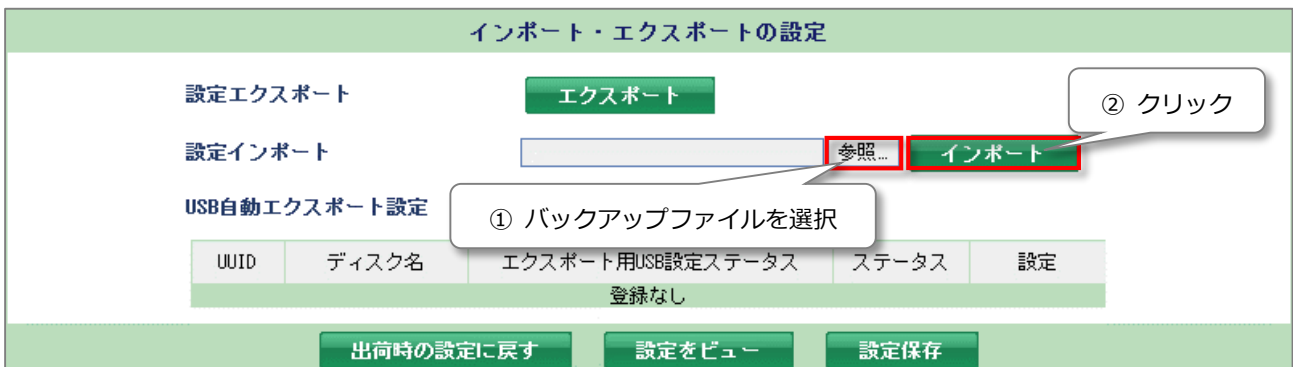 インポート・エクスポートの設定
設定エクスポート エクスポート
② クリック
設定インポート 参照… インポート
USB自動エクスポート設定
① バックアップファイルを選択
UUID ディスク名 エクスポート用USB設定ステータス ステータス 設定
登録なし
出荷時の設定に戻す 設定をビュー 設定保存